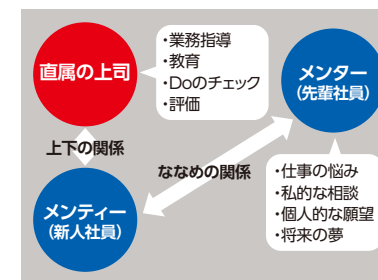 直属の上司
・業務指導
・教育
・Doのチェック
・評価
メンター
(先輩社員)
上下の関係
ななめの関係
メンティー
(新人社員)
・仕事の悩み
・私的な相談
・個人的な願望
・将来の夢